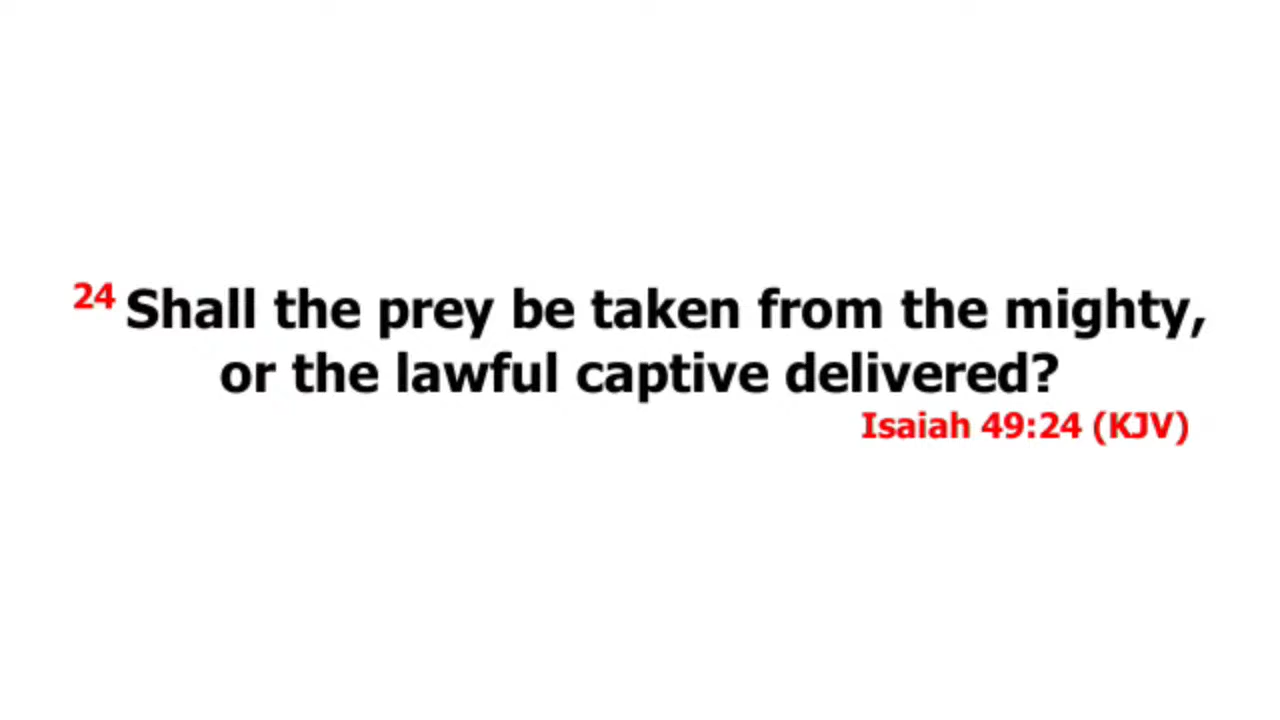 24 Shall the prey be taken from the mighty,
or the lawful captive delivered?
Isaiah 49:24 (KJV)